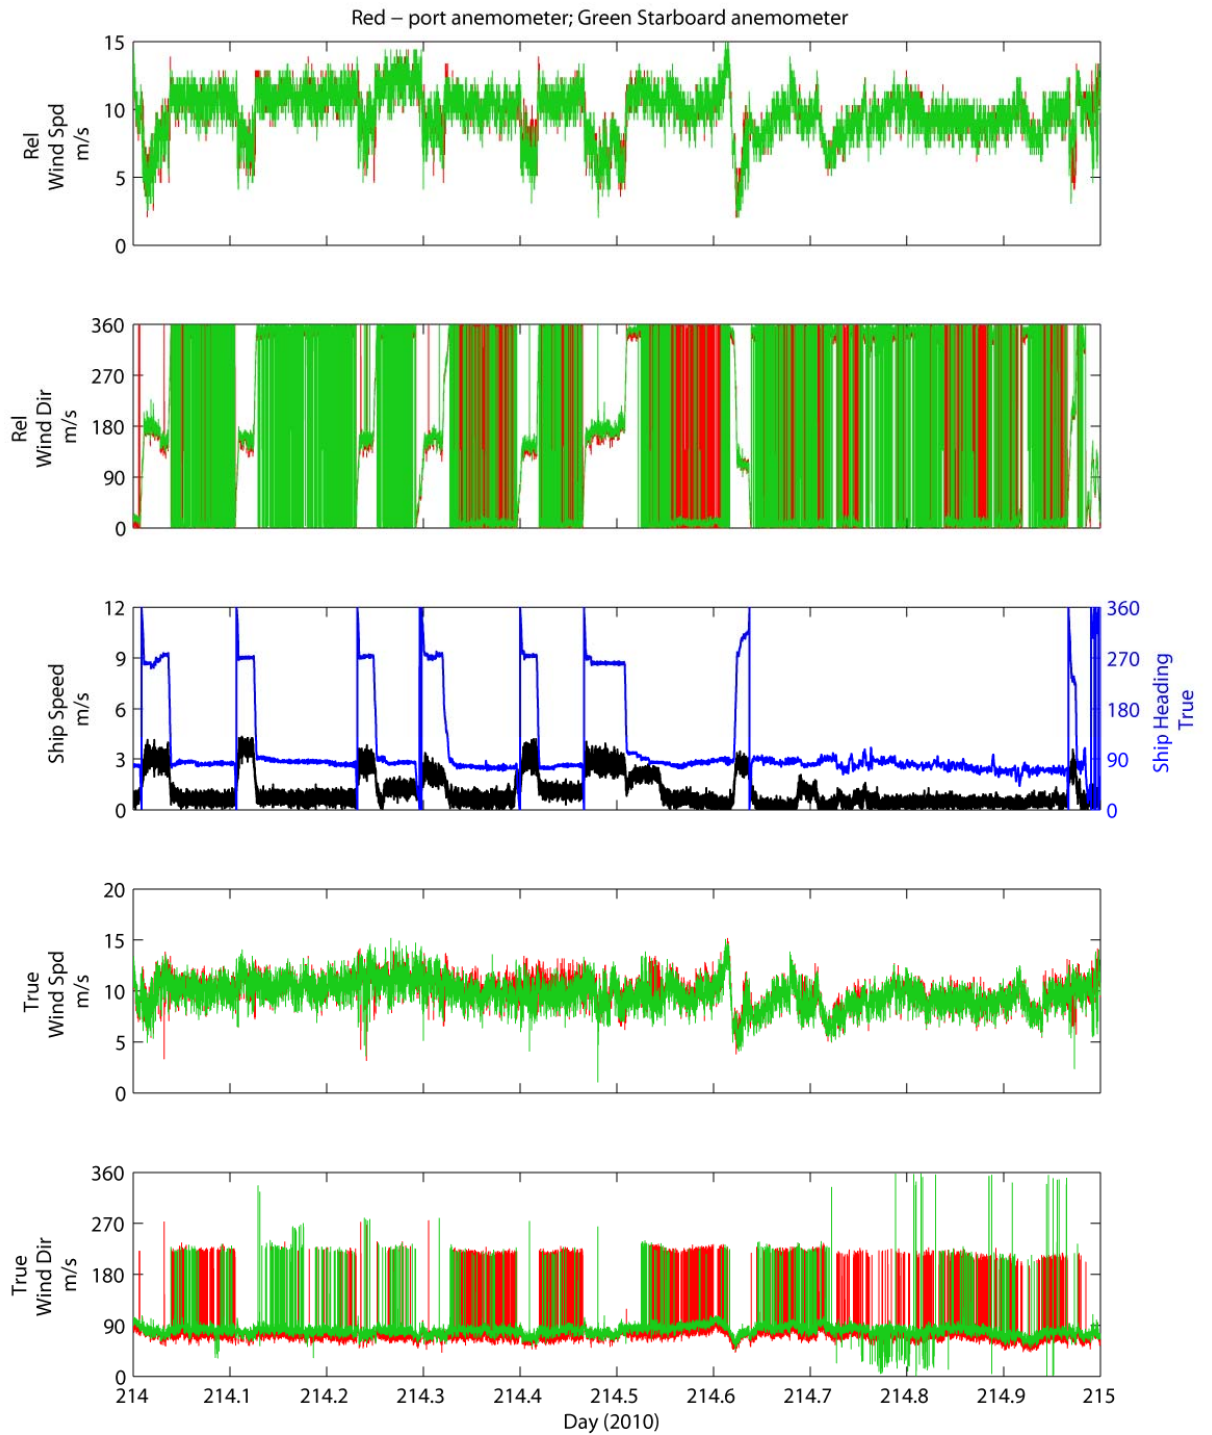 Red – port anemometer; Green Starboard anemometer
15
10
5
0
Rel
Wind Spd
m/s
360
270
180
90
0
Rel
Wind Dir
m/s
12
9
6
3
0
Ship Speed
m/s
360
270
180
90
0
Ship Heading
True
20
15
10
5
0
True
Wind Spd
m/s
360
270
180
90
0
True
Wind Dir
m/s
214 214.1 214.2 214.3 214.4 214.5 214.6 214.7 214.8 214.9 215
Day (2010)